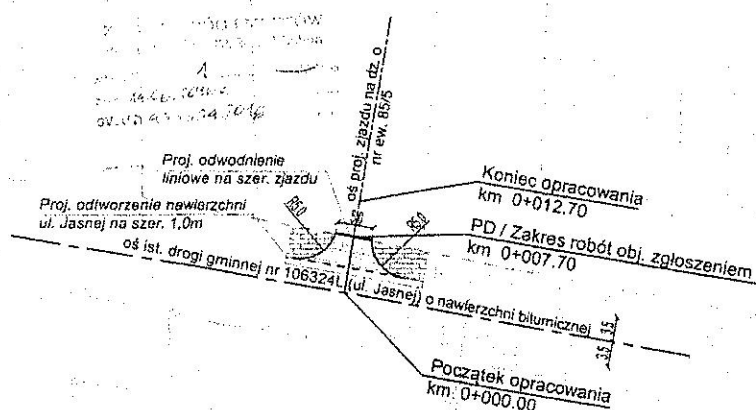 oś proj. zjazdu na dz. o
nr ew. 85/5
Proj. odwodnienie
liniowe na szer. zjazdu
Koniec opracowania
km 0+012.70
Proj. odtworzenie nawierzchni
ul. Jasnej na szer. 1,0m
R5.0
R5.0
PD / Zakres robót obj. zgłoszeniem
km 0+007.70
oś ist. drogi gminnej nr 106324L (ul. Jasnej) o nawierzchni bitumicznej
3.5 3.5
Początek opracowania
km 0+000.00